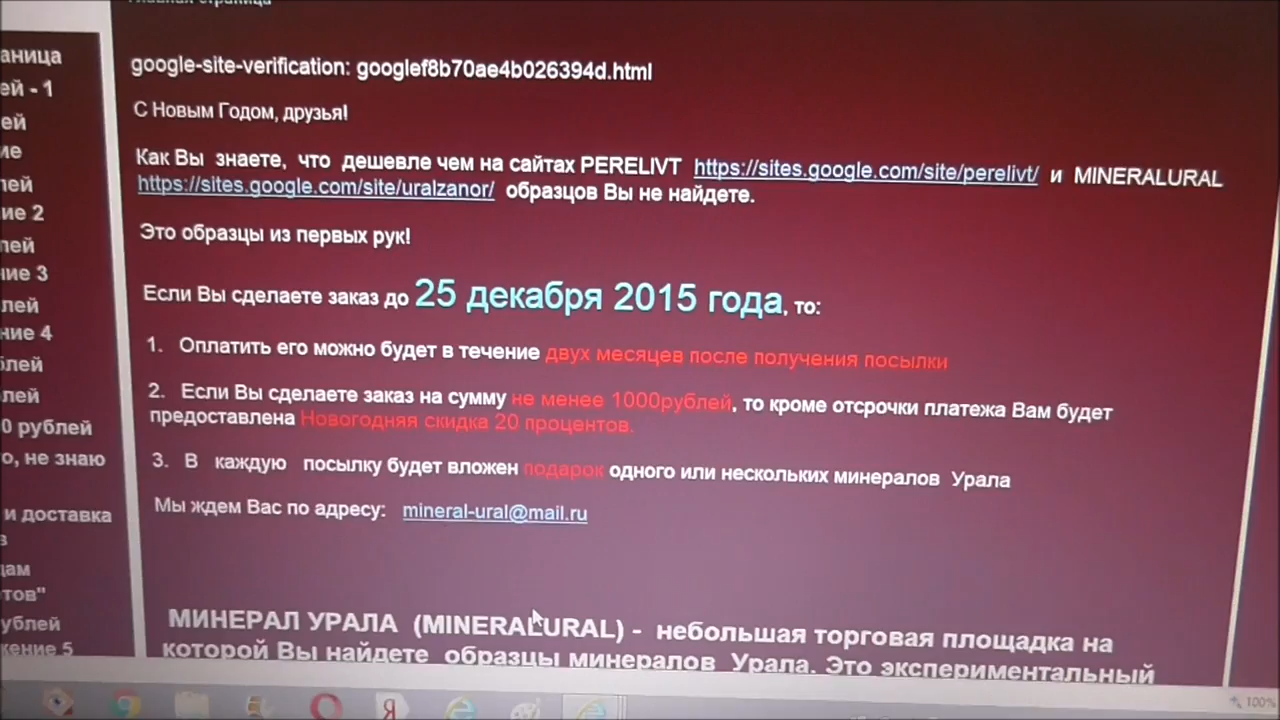 Главная страница
google-site-verification: googlef8b70ae4b026394d.html
С Новым Годом, друзья!
Как Вы знаете, что дешевле чем на сайтах PERELIVT https://sites.google.com/site/perelivt/ и MINERALURAL
https://sites.google.com/site/uralzanor/ образцов Вы не найдете.
Это образцы из первых рук!
Если Вы сделаете заказ до 25 декабря 2015 года, то:
1. Оплатить его можно будет в течение двух месяцев после получения посылки
2. Если Вы сделаете заказ на сумму не менее 1000рублей, то кроме отсрочки платежа Вам будет
предоставлена Новогодняя скидка 20 процентов.
3. В каждую посылку будет вложен подарок одного или нескольких минералов Урала
Мы ждем Вас по адресу: mineral-ural@mail.ru
МИНЕРАЛ УРАЛА (MINERALURAL) - небольшая торговая площадка на
которой Вы найдете образцы минералов Урала. Это экспериментальный
аница
ей - 1
ей
ие
лей
ие 2
лей
ние 3
лей
ние 4
блей
лей
0 рублей
о, не знаю
и доставка
в
цам
тов"
ублей
жение 5
100%